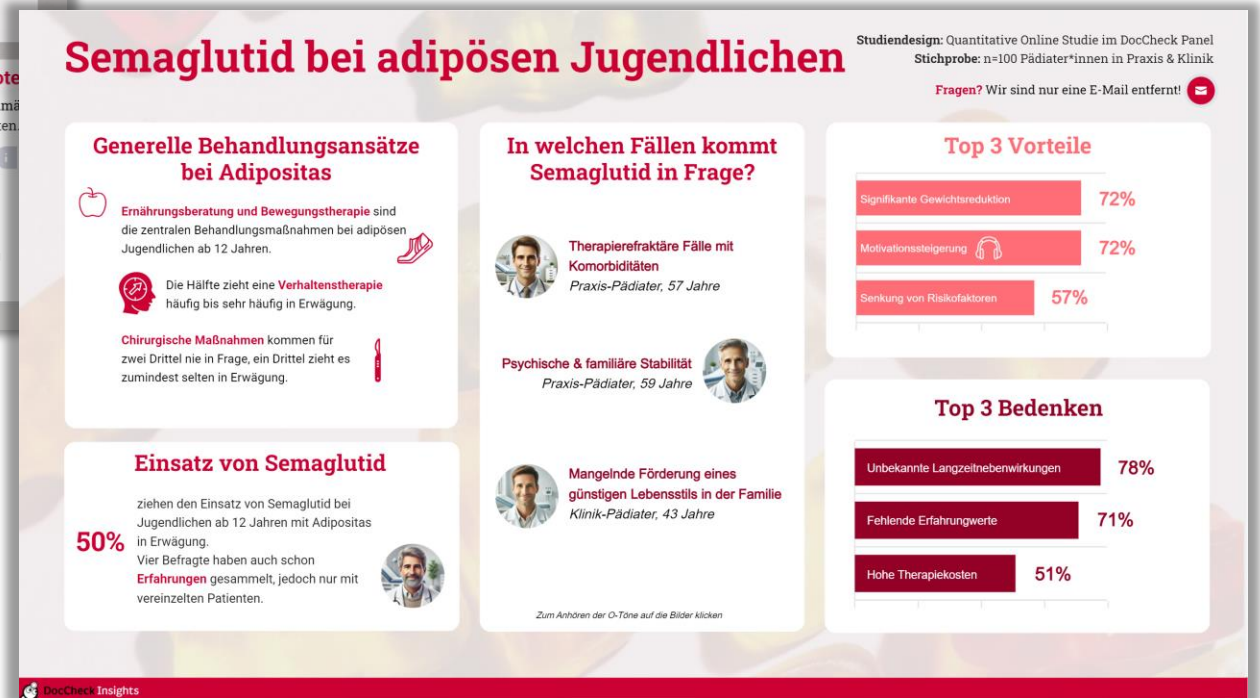 Semaglutid bei adipösen Jugendlichen
Studiendesign: Quantitative Online Studie im DocCheck Panel
Stichprobe: n=100 Pädiater*innen in Praxis & Klinik
Fragen? Wir sind nur eine E-Mail entfernt!
Generelle Behandlungsansätze
bei Adipositas
Ernährungsberatung und Bewegungstherapie sind
die zentralen Behandlungsmaßnahmen bei adipösen
Jugendlichen ab 12 Jahren.
Die Hälfte zieht eine Verhaltenstherapie
häufig bis sehr häufig in Erwägung.
Chirurgische Maßnahmen kommen für
zwei Drittel nie in Frage, ein Drittel zieht es
zumindest selten in Erwägung.
Einsatz von Semaglutid
50%
ziehen den Einsatz von Semaglutid bei
Jugendlichen ab 12 Jahren mit Adipositas
in Erwägung.
Vier Befragte haben auch schon
Erfahrungen gesammelt, jedoch nur mit
vereinzelten Patienten.
In welchen Fällen kommt
Semaglutid in Frage?
Therapierefraktäre Fälle mit
Komorbiditäten
Praxis-Pädiater, 57 Jahre
Psychische & familiäre Stabilität
Praxis-Pädiater, 59 Jahre
Mangelnde Förderung eines
günstigen Lebensstils in der Familie
Klinik-Pädiater, 43 Jahre
Zum Anhören der O-Töne auf die Bilder klicken
Top 3 Vorteile
Signifikante Gewichtsreduktion 72%
Motivationssteigerung 72%
Senkung von Risikofaktoren 57%
Top 3 Bedenken
Unbekannte Langzeitnebenwirkungen 78%
Fehlende Erfahrungwerte 71%
Hohe Therapiekosten 51%
DocCheck Insights